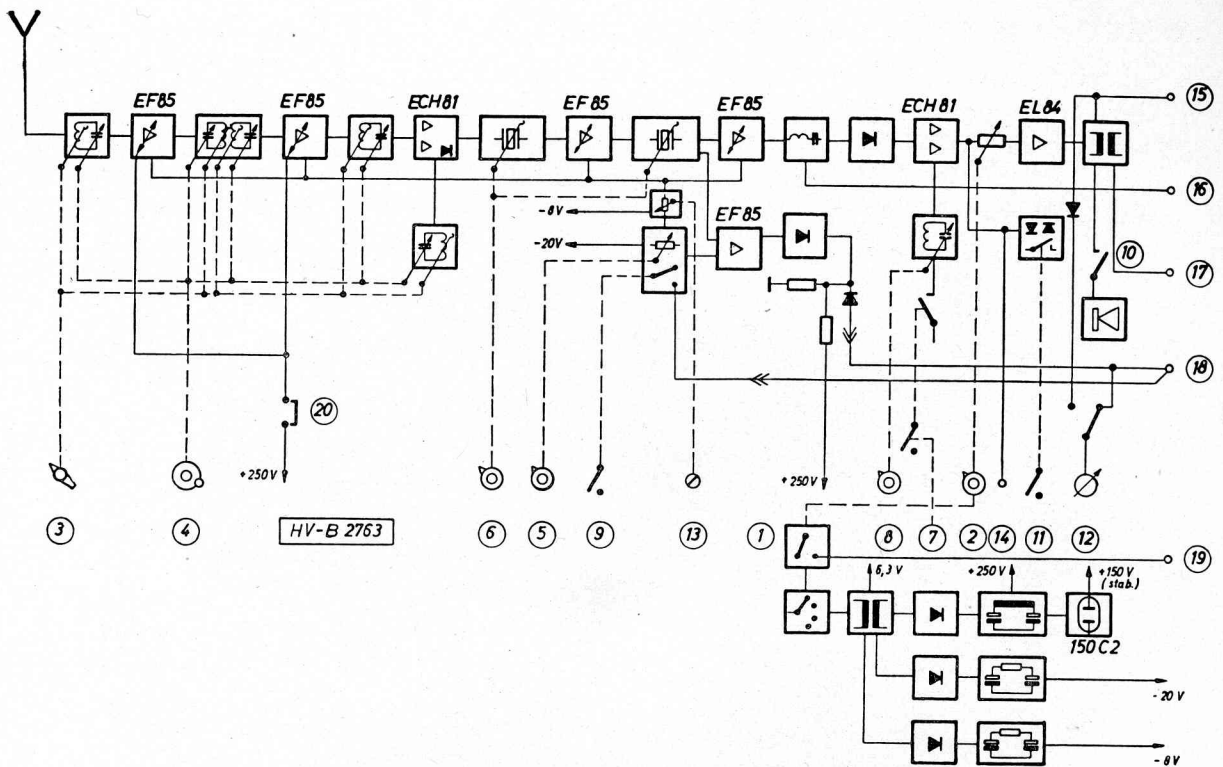 EF85
EF85
ECH81
EF85
EF85
ECH81
EL84
15
16
-8V
EF85
-20V
10
17
18
20
+250V
+250V
3
4
HV-B 2763
6
5
9
13
1
8
7
2
14
11
12
19
6,3 V
+250V
+150V
(stab.)
150C2
-20V
-8V